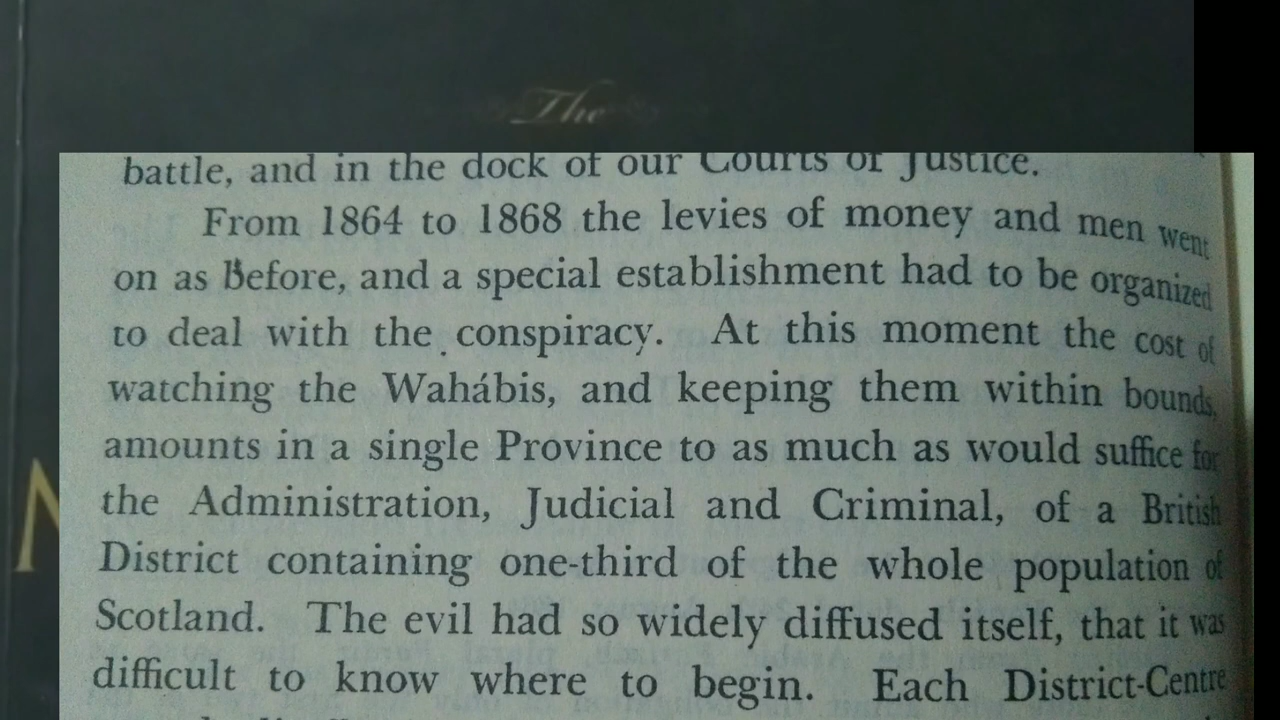 The
battle, and in the dock of our Courts of Justice.
From 1864 to 1868 the levies of money and men went
on as Before, and a special establishment had to be organized
to deal with the conspiracy. At this moment the cost of
watching the Wahábis, and keeping them within bounds,
amounts in a single Province to as much as would suffice for
the Administration, Judicial and Criminal, of a British
District containing one-third of the whole population of
Scotland. The evil had so widely diffused itself, that it was
difficult to know where to begin. Each District-Centre